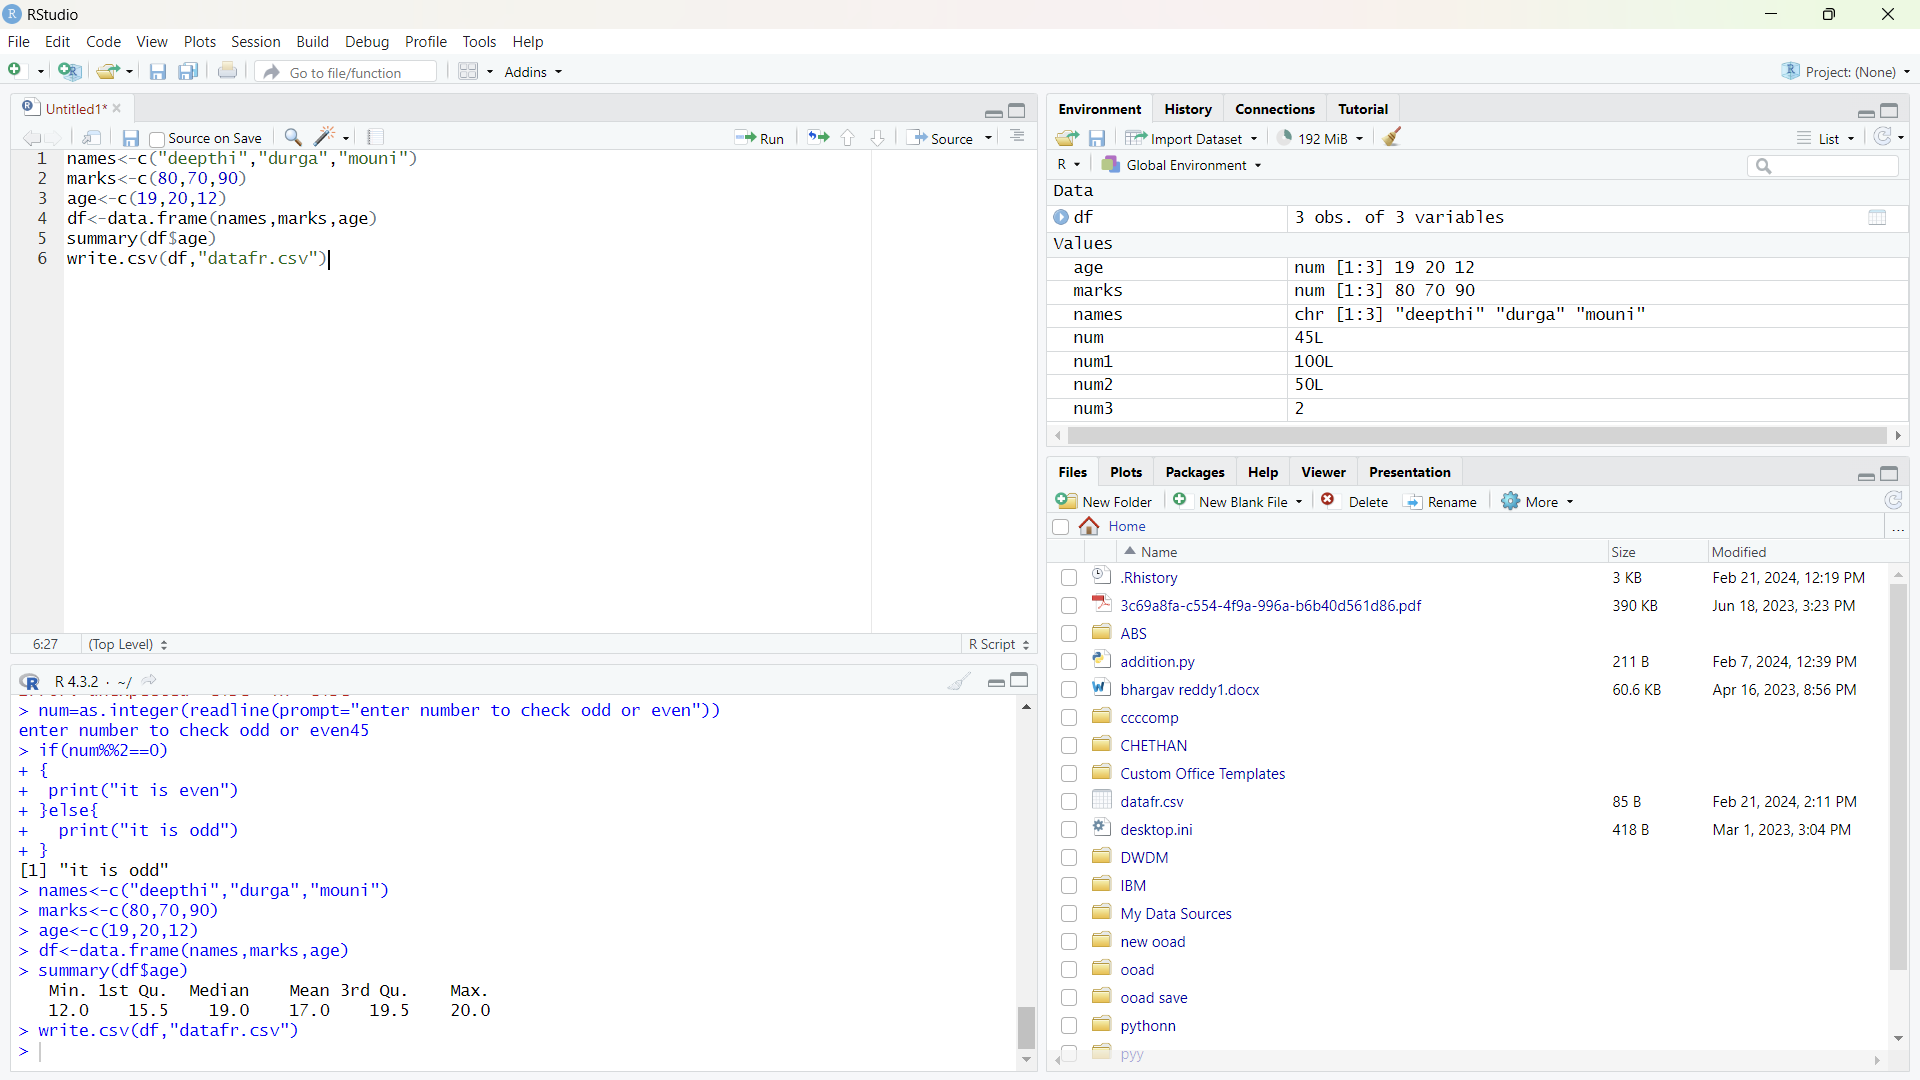 RStudio
File Edit Code View Plots Session Build Debug Profile Tools Help
Go to file/function Addins Project: (None)
Untitled1*
Source on Save Run Source
1 names<-c("deepthi","durga","mouni")
2 marks<-c(80,70,90)
3 age<-c(19,20,12)
4 df<-data.frame(names,marks,age)
5 summary(df$age)
6 write.csv(df,"datafr.csv")
6:27 (Top Level) R Script
R 4.3.2 · ~/
> num=as.integer(readline(prompt="enter number to check odd or even"))
enter number to check odd or even45
> if(num%%2==0)
+ {
+  print("it is even")
+ }else{
+   print("it is odd")
+ }
[1] "it is odd"
> names<-c("deepthi","durga","mouni")
> marks<-c(80,70,90)
> age<-c(19,20,12)
> df<-data.frame(names,marks,age)
> summary(df$age)
Min. 1st Qu. Median Mean 3rd Qu. Max.
12.0 15.5 19.0 17.0 19.5 20.0
> write.csv(df,"datafr.csv")
>
Environment History Connections Tutorial
Import Dataset 192 MiB List
R Global Environment
Data
df 3 obs. of 3 variables
Values
age num [1:3] 19 20 12
marks num [1:3] 80 70 90
names chr [1:3] "deepthi" "durga" "mouni"
num 45L
num1 100L
num2 50L
num3 2
Files Plots Packages Help Viewer Presentation
New Folder New Blank File Delete Rename More
Home ...
Name Size Modified
.Rhistory 3 KB Feb 21, 2024, 12:19 PM
3c69a8fa-c554-4f9a-996a-b6b40d561d86.pdf 390 KB Jun 18, 2023, 3:23 PM
ABS
addition.py 211 B Feb 7, 2024, 12:39 PM
bhargav reddy1.docx 60.6 KB Apr 16, 2023, 8:56 PM
ccccomp
CHETHAN
Custom Office Templates
datafr.csv 85 B Feb 21, 2024, 2:11 PM
desktop.ini 418 B Mar 1, 2023, 3:04 PM
DWDM
IBM
My Data Sources
new ooad
ooad
ooad save
pythonn
pyy